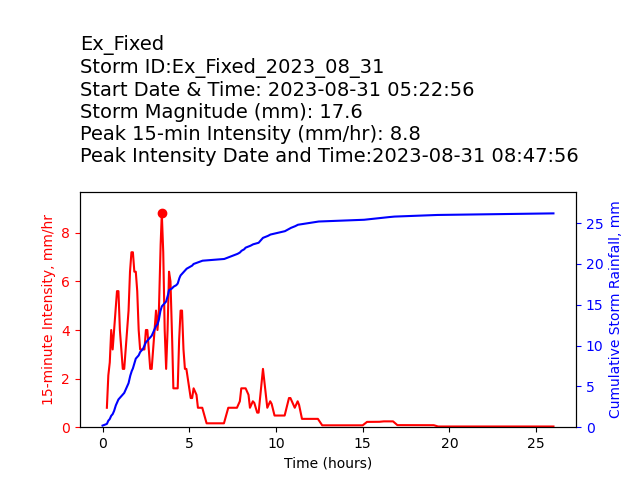 Ex_Fixed
Storm ID:Ex_Fixed_2023_08_31
Start Date & Time: 2023-08-31 05:22:56
Storm Magnitude (mm): 17.6
Peak 15-min Intensity (mm/hr): 8.8
Peak Intensity Date and Time:2023-08-31 08:47:56
15-minute Intensity, mm/hr
8
6
4
2
0
Cumulative Storm Rainfall, mm
25
20
15
10
5
0
0 5 10 15 20 25
Time (hours)